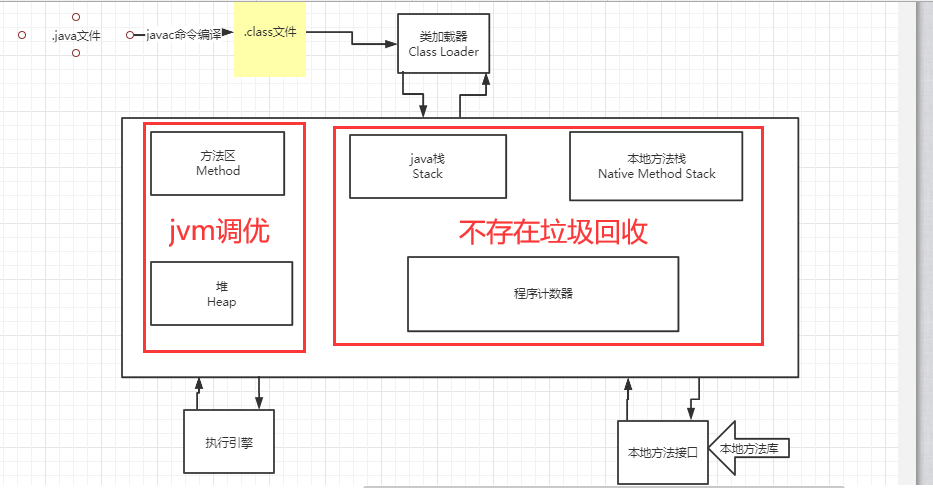 .java文件
javac命令编译
.class文件
类加载器
Class Loader
方法区
Method
java栈
Stack
本地方法栈
Native Method Stack
jvm调优
不存在垃圾回收
堆
Heap
程序计数器
执行引擎
本地方法接口
本地方法库